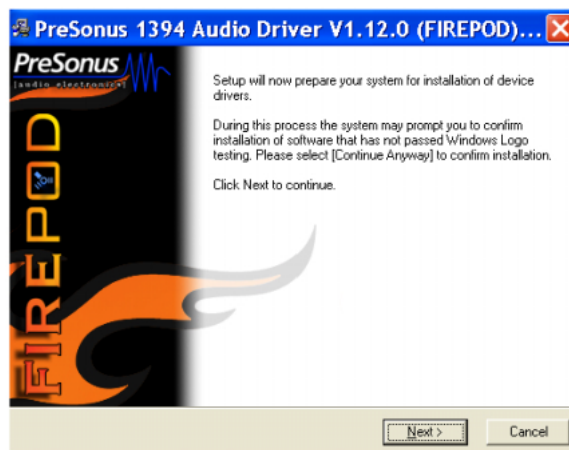 PreSonus 1394 Audio Driver V1.12.0 (FIREPOD)...
PreSonus
[audio electronics]
FIREPOD
Setup will now prepare your system for installation of device
drivers.
During this process the system may prompt you to confirm
installation of software that has not passed Windows Logo
testing. Please select [Continue Anyway] to confirm installation.
Click Next to continue.
Next >
Cancel